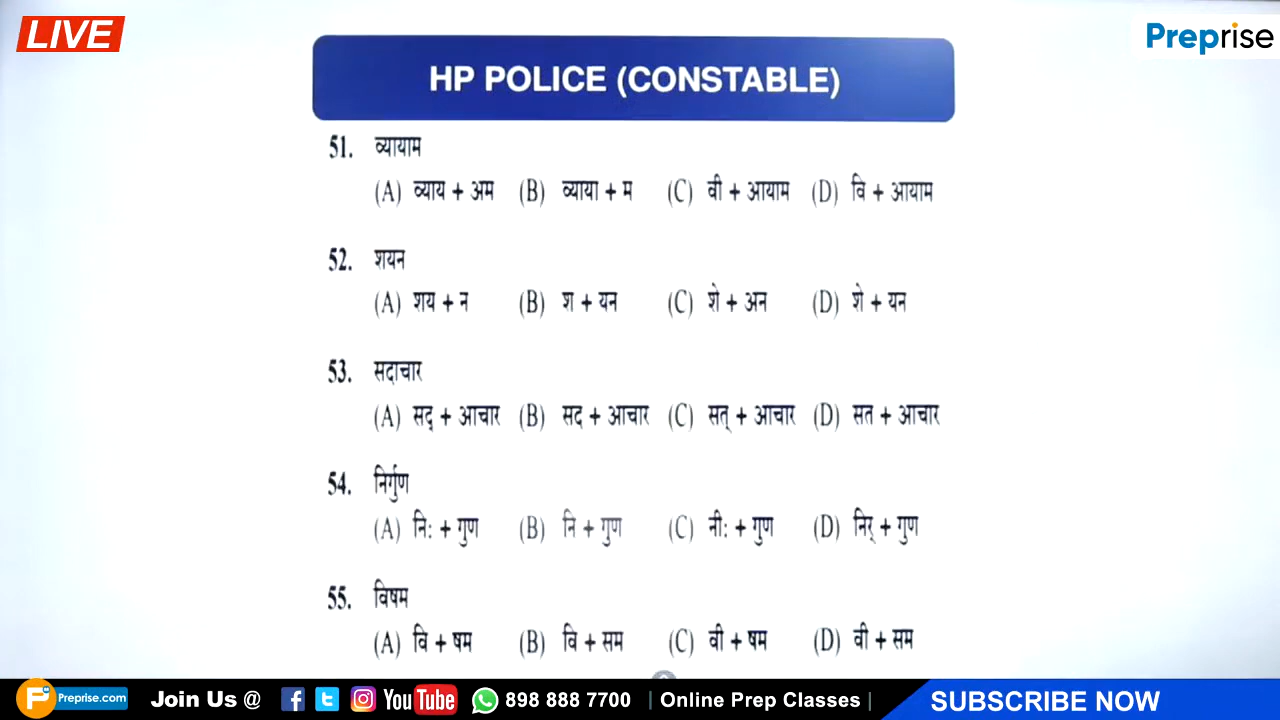 LIVE
Preprise
HP POLICE (CONSTABLE)
51. व्यायाम
(A) व्याय + अम (B) व्याया + म (C) वी + आयाम (D) वि + आयाम
52. शयन
(A) शय + न (B) श + यन (C) शे + अन (D) शे + यन
53. सदाचार
(A) सद् + आचार (B) सद + आचार (C) सत् + आचार (D) सत + आचार
54. निर्गुण
(A) निः + गुण (B) नि + गुण (C) नीः + गुण (D) निर् + गुण
55. विषम
(A) वि + षम (B) वि + सम (C) वी + षम (D) वी + सम
Preprise.com Join Us @ YouTube 898 888 7700 | Online Prep Classes | SUBSCRIBE NOW